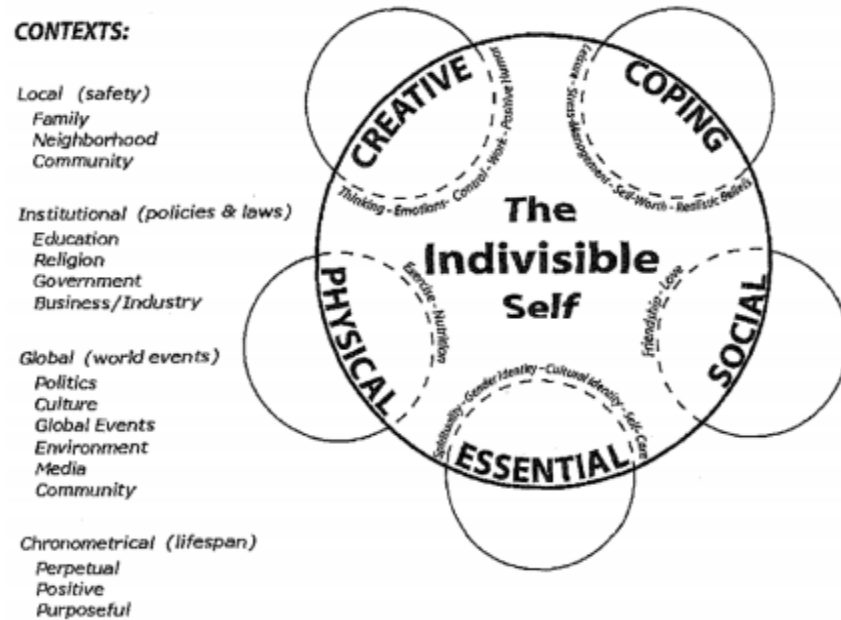 CONTEXTS:
Local (safety)
Family
Neighborhood
Community
Institutional (policies & laws)
Education
Religion
Government
Business/Industry
Global (world events)
Politics
Culture
Global Events
Environment
Media
Community
Chronometrical (lifespan)
Perpetual
Positive
Purposeful
CREATIVE
Thinking - Emotions - Control - Work - Positive Humor
COPING
Leisure - Stress-Management - Self-Worth - Realistic Beliefs
The
Indivisible
Self
PHYSICAL
Exercise - Nutrition
SOCIAL
Friendship - Love
Spirituality - Gender Identity - Cultural Identity - Self-Care
ESSENTIAL